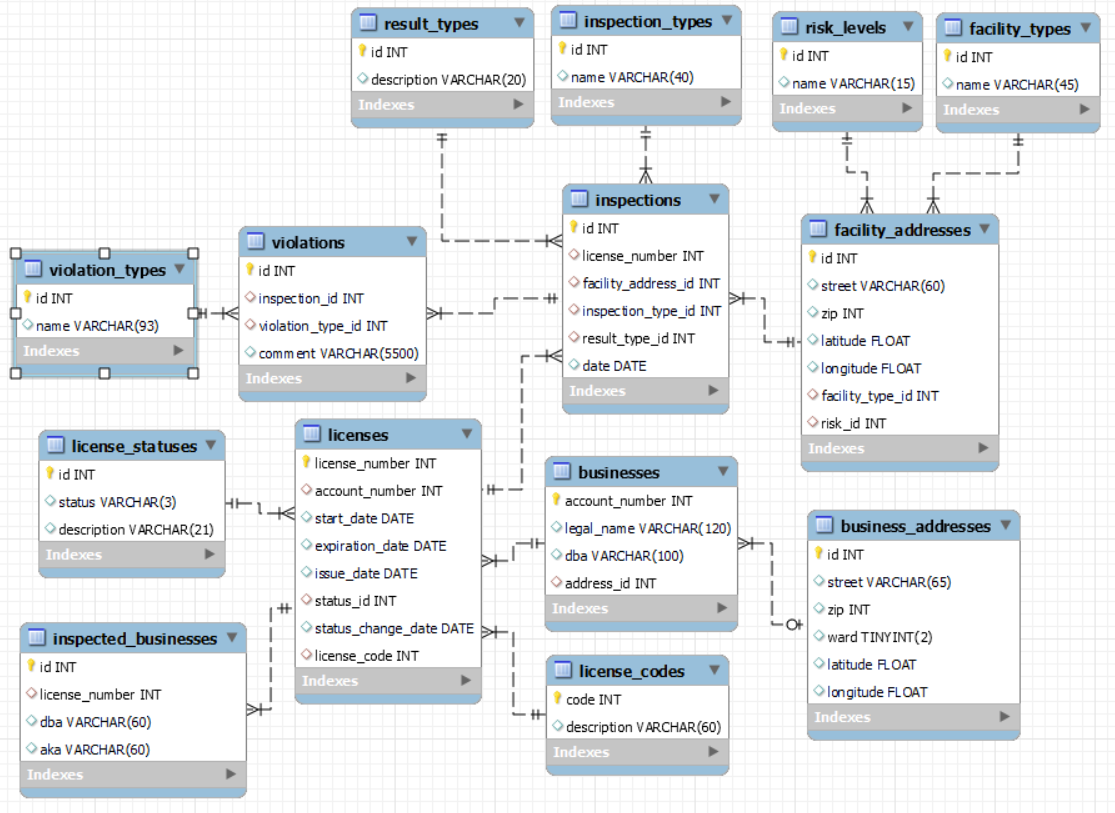 result_types
id INT
description VARCHAR(20)
Indexes
inspection_types
id INT
name VARCHAR(40)
Indexes
risk_levels
id INT
name VARCHAR(15)
Indexes
facility_types
id INT
name VARCHAR(45)
Indexes
violation_types
id INT
name VARCHAR(93)
Indexes
violations
id INT
inspection_id INT
violation_type_id INT
comment VARCHAR(5500)
Indexes
inspections
id INT
license_number INT
facility_address_id INT
inspection_type_id INT
result_type_id INT
date DATE
Indexes
facility_addresses
id INT
street VARCHAR(60)
zip INT
latitude FLOAT
longitude FLOAT
facility_type_id INT
risk_id INT
Indexes
license_statuses
id INT
status VARCHAR(3)
description VARCHAR(21)
Indexes
licenses
license_number INT
account_number INT
start_date DATE
expiration_date DATE
issue_date DATE
status_id INT
status_change_date DATE
license_code INT
Indexes
businesses
account_number INT
legal_name VARCHAR(120)
dba VARCHAR(100)
address_id INT
Indexes
business_addresses
id INT
street VARCHAR(65)
zip INT
ward TINYINT(2)
latitude FLOAT
longitude FLOAT
Indexes
inspected_businesses
id INT
license_number INT
dba VARCHAR(60)
aka VARCHAR(60)
Indexes
license_codes
code INT
description VARCHAR(60)
Indexes